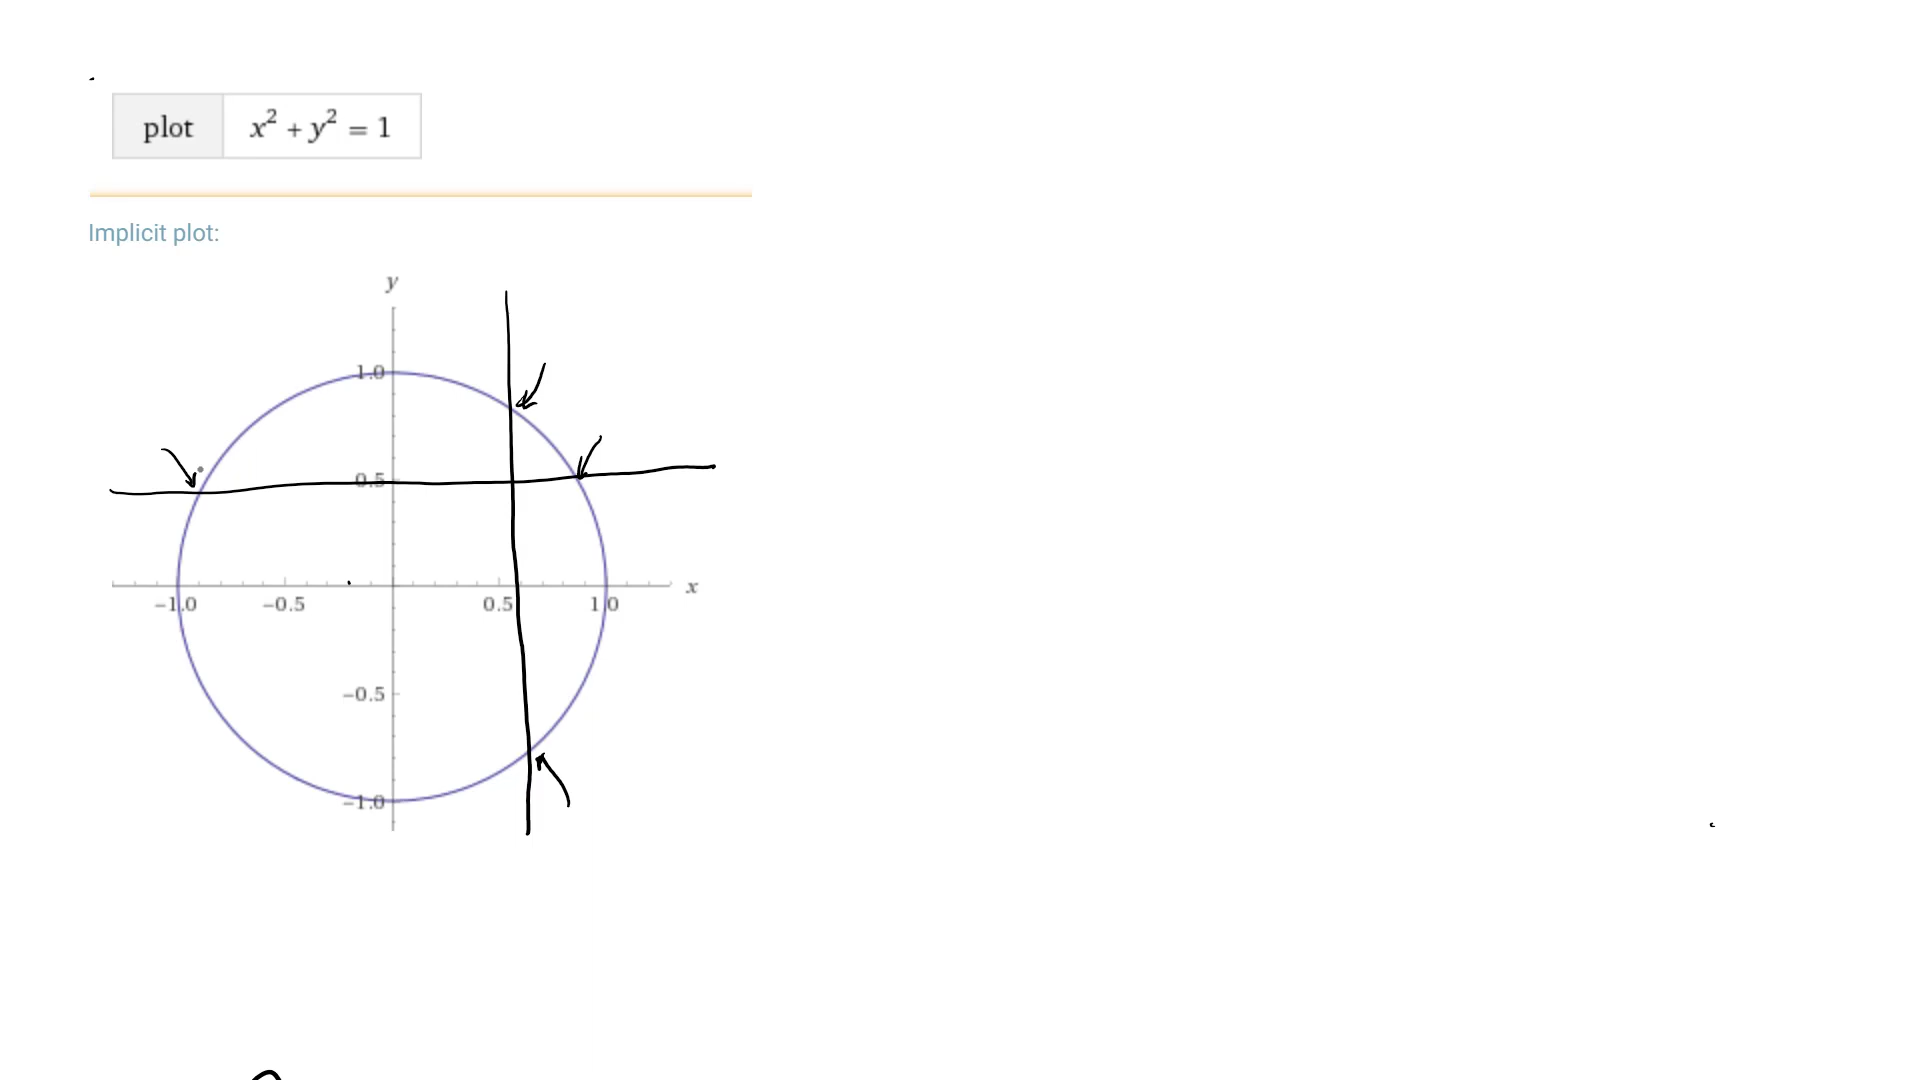 plot x² + y² = 1
Implicit plot:
y
1.0
0.5
−1.0 −0.5 0.5 1.0 x
−0.5
−1.0